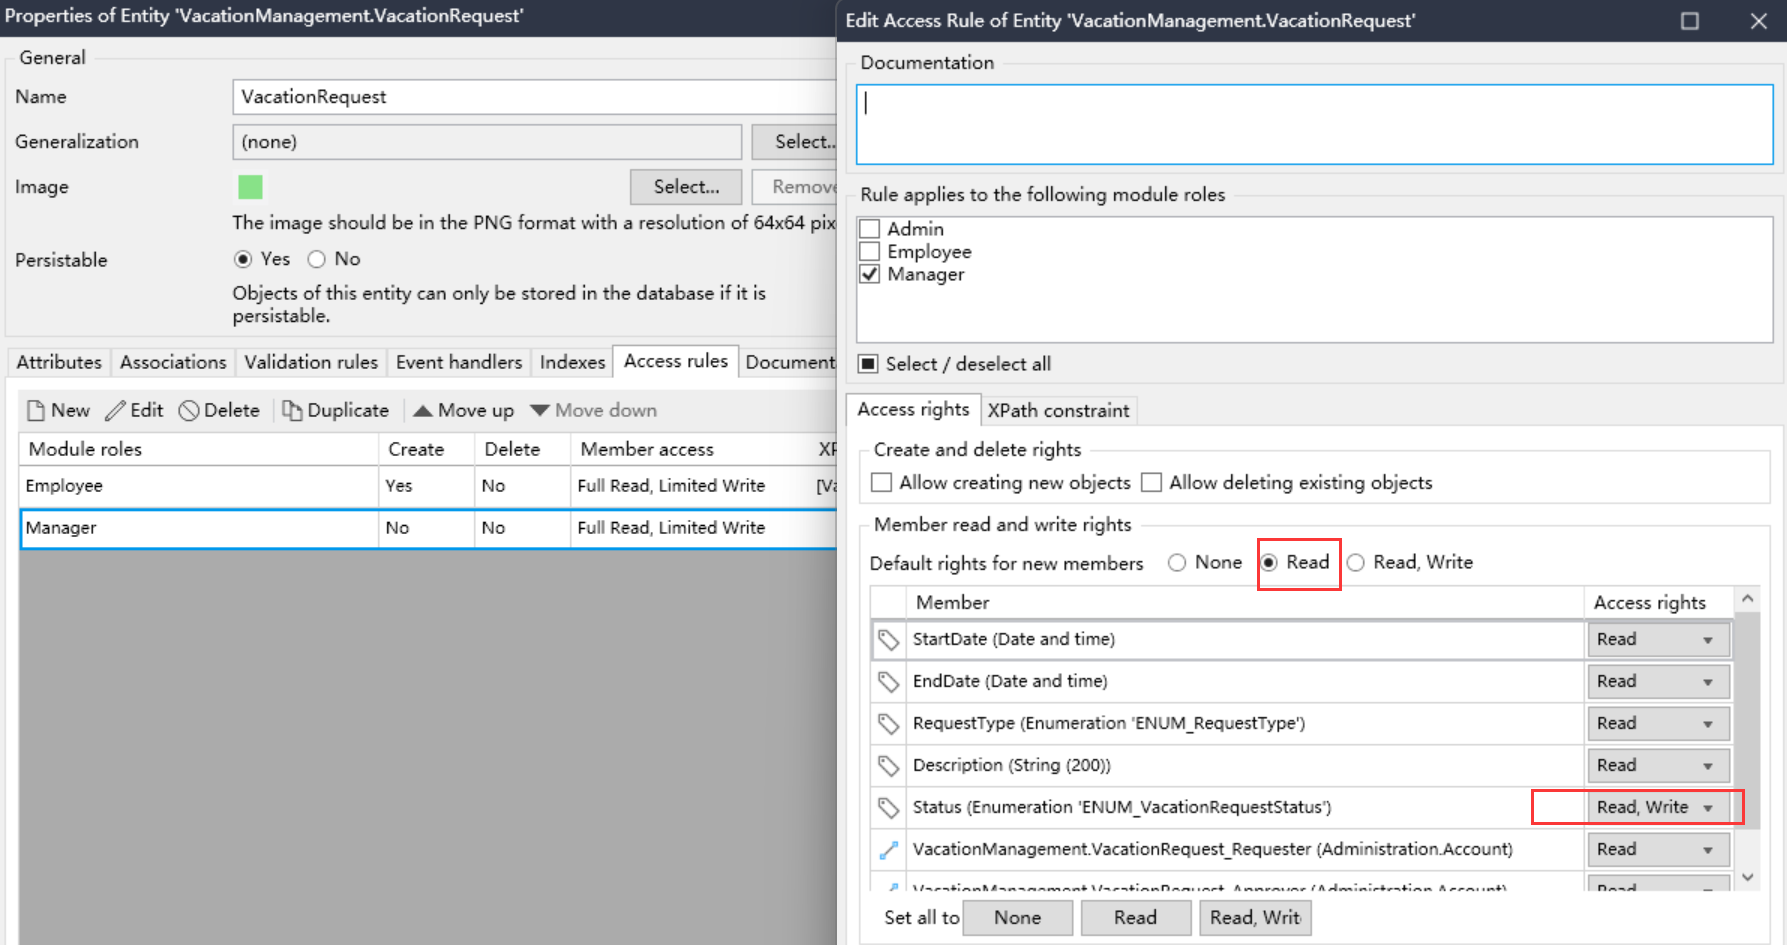 Properties of Entity 'VacationManagement.VacationRequest'
General
Name
VacationRequest
Generalization
(none)
Select..
Image
Select...
Remove
The image should be in the PNG format with a resolution of 64x64 pix
Persistable
Yes
No
Objects of this entity can only be stored in the database if it is
persistable.
Attributes
Associations
Validation rules
Event handlers
Indexes
Access rules
Document
New
Edit
Delete
Duplicate
Move up
Move down
Module roles
Create
Delete
Member access
XP
Employee
Yes
No
Full Read, Limited Write
[Va
Manager
No
No
Full Read, Limited Write
Edit Access Rule of Entity 'VacationManagement.VacationRequest'
Documentation
Rule applies to the following module roles
Admin
Employee
Manager
Select / deselect all
Access rights
XPath constraint
Create and delete rights
Allow creating new objects
Allow deleting existing objects
Member read and write rights
Default rights for new members
None
Read
Read, Write
Member
Access rights
StartDate (Date and time)
Read
EndDate (Date and time)
Read
RequestType (Enumeration 'ENUM_RequestType')
Read
Description (String (200))
Read
Status (Enumeration 'ENUM_VacationRequestStatus')
Read, Write
VacationManagement.VacationRequest_Requester (Administration.Account)
Read
VacationManagement.VacationRequest_Approver (Administration.Account)
Read
Set all to
None
Read
Read, Writ